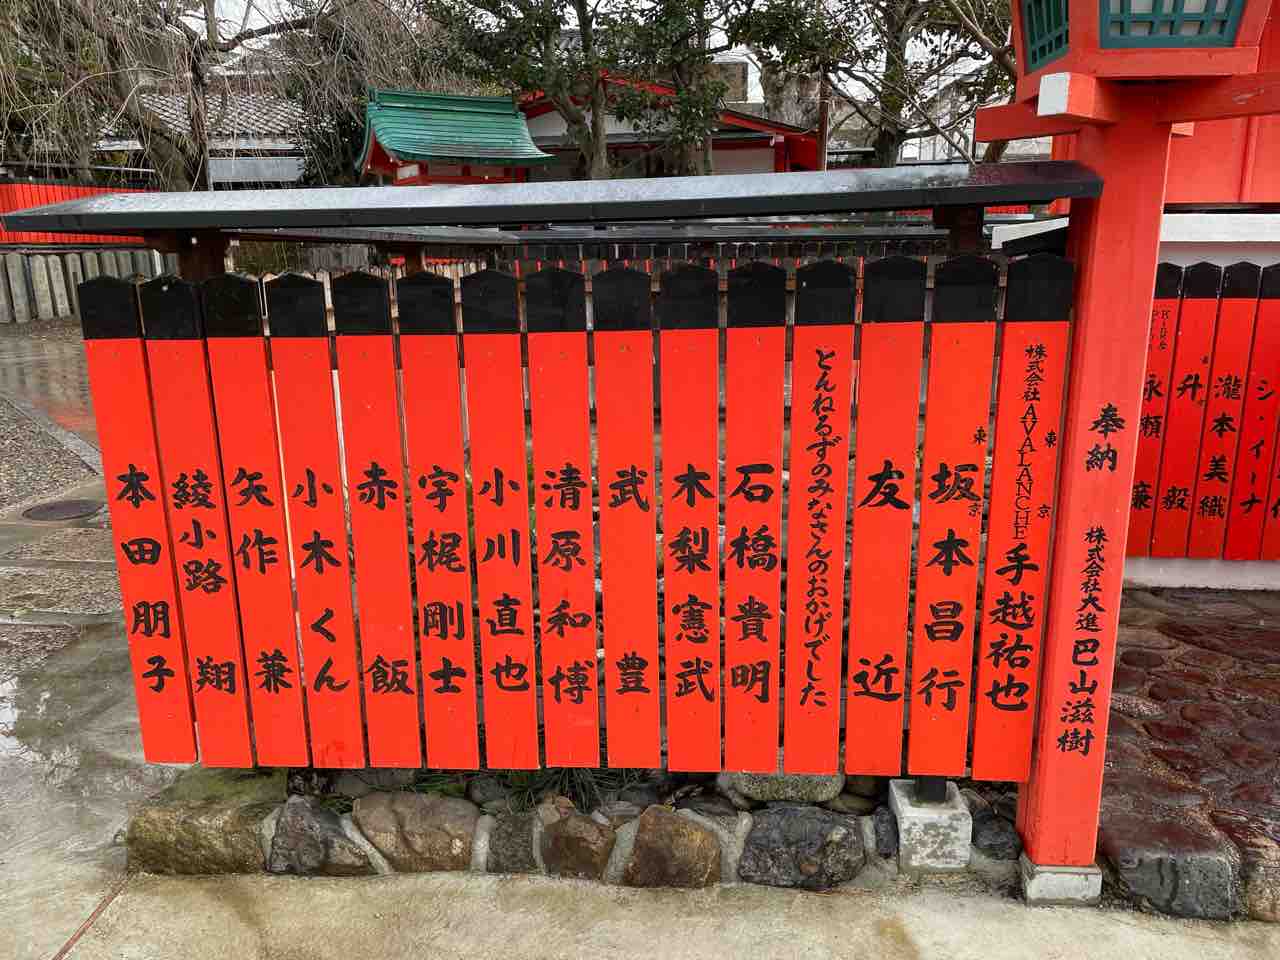 奉納 株式会社大進 巴山滋樹
株式会社AVALANCHE 手越祐也
東京
坂本昌行
東京
友近
とんねるずのみなさんのおかげでした
石橋貴明
木梨憲武
武豊
清原和博
小川直也
宇梶剛士
赤飯
小木くん
矢作兼
綾小路翔
本田朋子
永瀬廉
升毅
瀧本美織
シ・イーナ